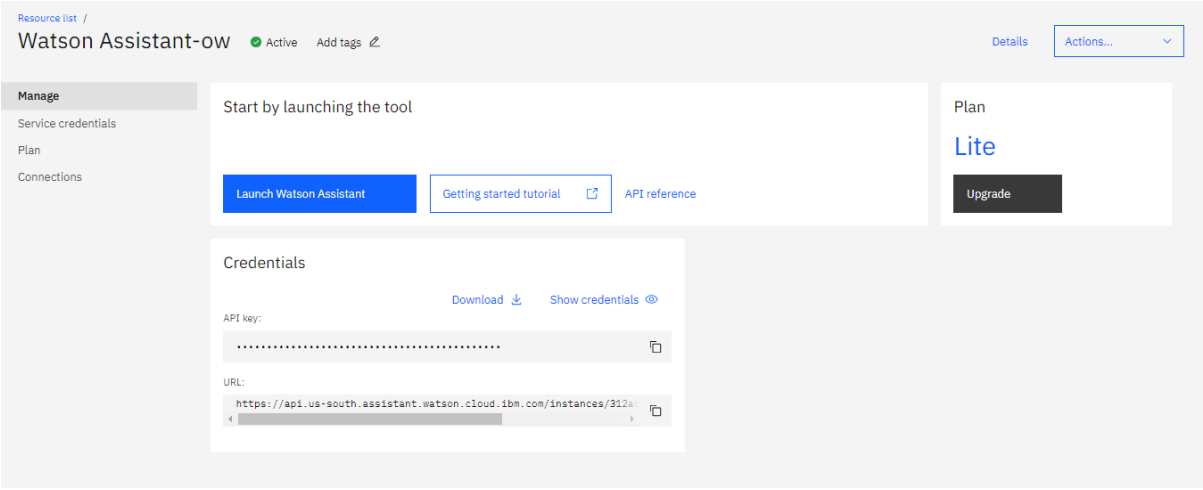 Resource list /
Watson Assistant-ow Active Add tags
Details
Actions...
Manage
Service credentials
Plan
Connections
Start by launching the tool
Launch Watson Assistant
Getting started tutorial
API reference
Plan
Lite
Upgrade
Credentials
Download
Show credentials
API key:
•••••••••••••••••••••••••••••••••••••••••••
URL:
https://api.us-south.assistant.watson.cloud.ibm.com/instances/312a